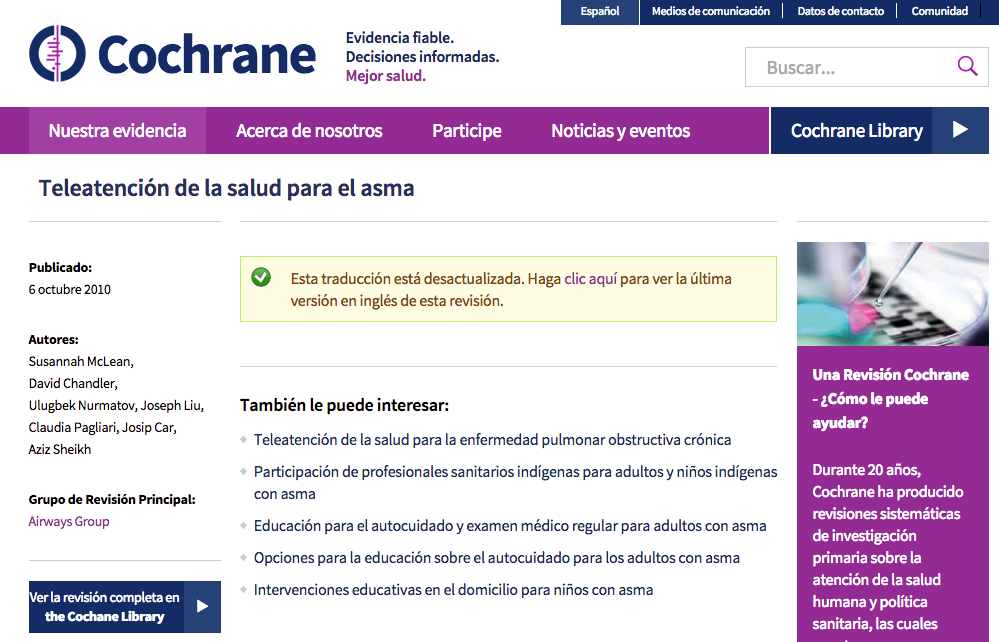 Español
Medios de comunicación
Datos de contacto
Comunidad
Cochrane
Evidencia fiable.
Decisiones informadas.
Mejor salud.
Buscar...
Nuestra evidencia
Acerca de nosotros
Participe
Noticias y eventos
Cochrane Library
Teleatención de la salud para el asma
Publicado:
6 octubre 2010
Autores:
Susannah McLean,
David Chandler,
Ulugbek Nurmatov, Joseph Liu,
Claudia Pagliari, Josip Car,
Aziz Sheikh
Grupo de Revisión Principal:
Airways Group
Ver la revisión completa en
the Cochane Library
Esta traducción está desactualizada. Haga clic aquí para ver la última
versión en inglés de esta revisión.
También le puede interesar:
Teleatención de la salud para la enfermedad pulmonar obstructiva crónica
Participación de profesionales sanitarios indígenas para adultos y niños indígenas
con asma
Educación para el autocuidado y examen médico regular para adultos con asma
Opciones para la educación sobre el autocuidado para los adultos con asma
Intervenciones educativas en el domicilio para niños con asma
Una Revisión Cochrane
- ¿Cómo le puede
ayudar?
Durante 20 años,
Cochrane ha producido
revisiones sistemáticas
de investigación
primaria sobre la
atención de la salud
humana y política
sanitaria, las cuales